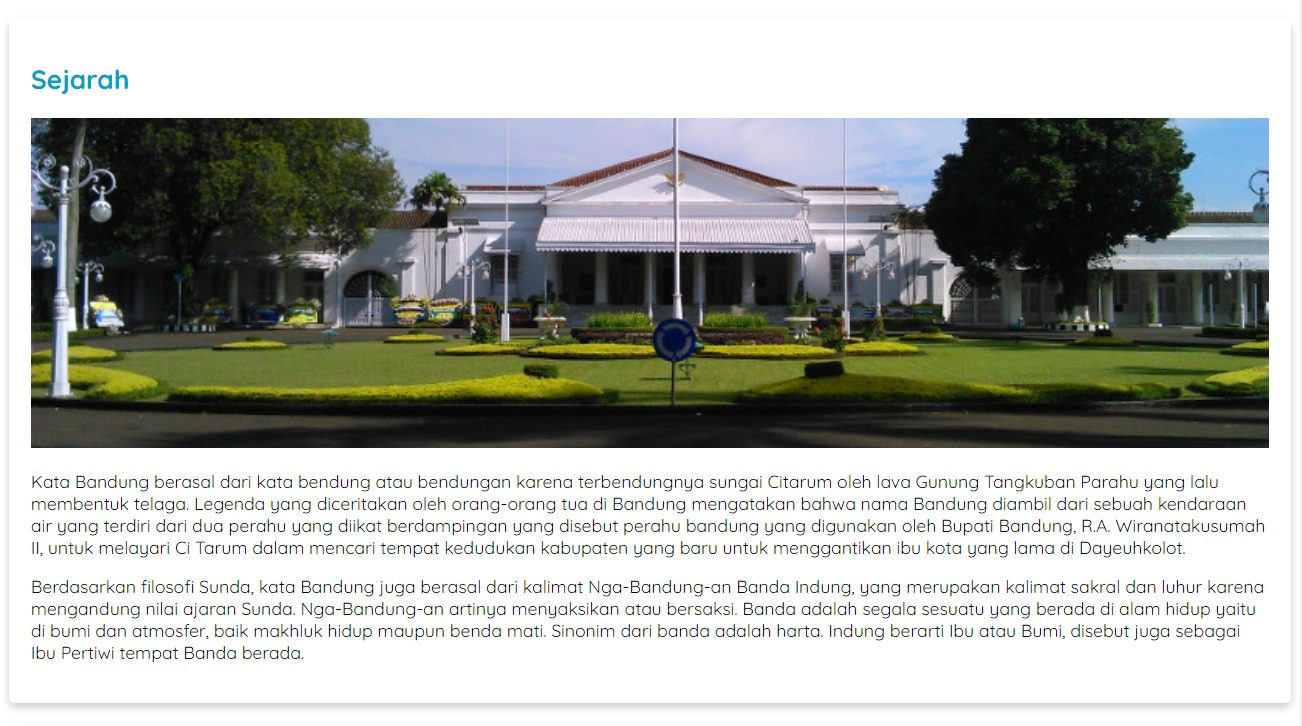 Sejarah
Kata Bandung berasal dari kata bendung atau bendungan karena terbendungnya sungai Citarum oleh lava Gunung Tangkuban Parahu yang lalu
membentuk telaga. Legenda yang diceritakan oleh orang-orang tua di Bandung mengatakan bahwa nama Bandung diambil dari sebuah kendaraan
air yang terdiri dari dua perahu yang diikat berdampingan yang disebut perahu bandung yang digunakan oleh Bupati Bandung, R.A. Wiranatakusumah
II, untuk melayari Ci Tarum dalam mencari tempat kedudukan kabupaten yang baru untuk menggantikan ibu kota yang lama di Dayeuhkolot.
Berdasarkan filosofi Sunda, kata Bandung juga berasal dari kalimat Nga-Bandung-an Banda Indung, yang merupakan kalimat sakral dan luhur karena
mengandung nilai ajaran Sunda. Nga-Bandung-an artinya menyaksikan atau bersaksi. Banda adalah segala sesuatu yang berada di alam hidup yaitu
di bumi dan atmosfer, baik makhluk hidup maupun benda mati. Sinonim dari banda adalah harta. Indung berarti Ibu atau Bumi, disebut juga sebagai
Ibu Pertiwi tempat Banda berada.